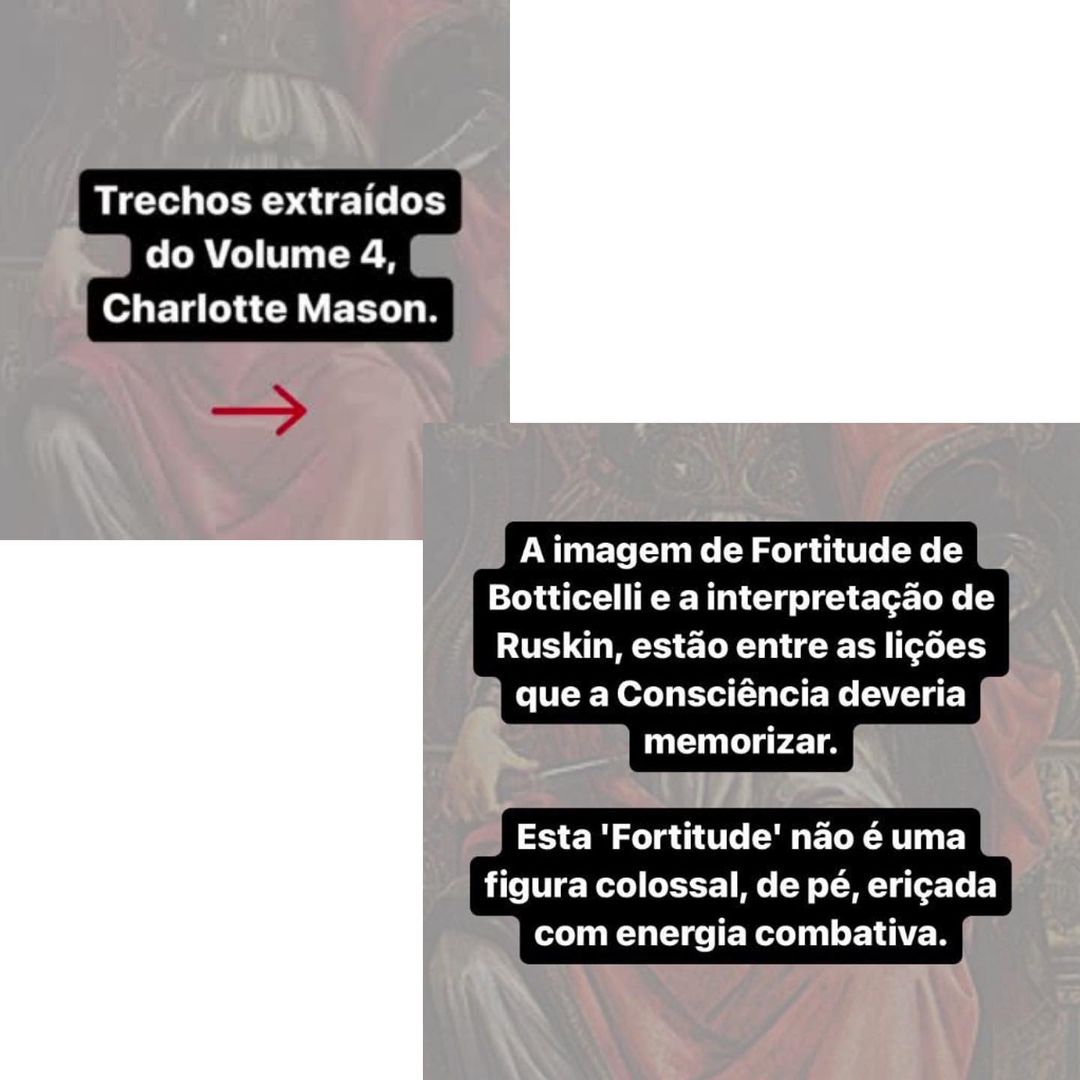 Trechos extraídos
do Volume 4,
Charlotte Mason.
A imagem de Fortitude de
Botticelli e a interpretação de
Ruskin, estão entre as lições
que a Consciência deveria
memorizar.
Esta 'Fortitude' não é uma
figura colossal, de pé, eriçada
com energia combativa.